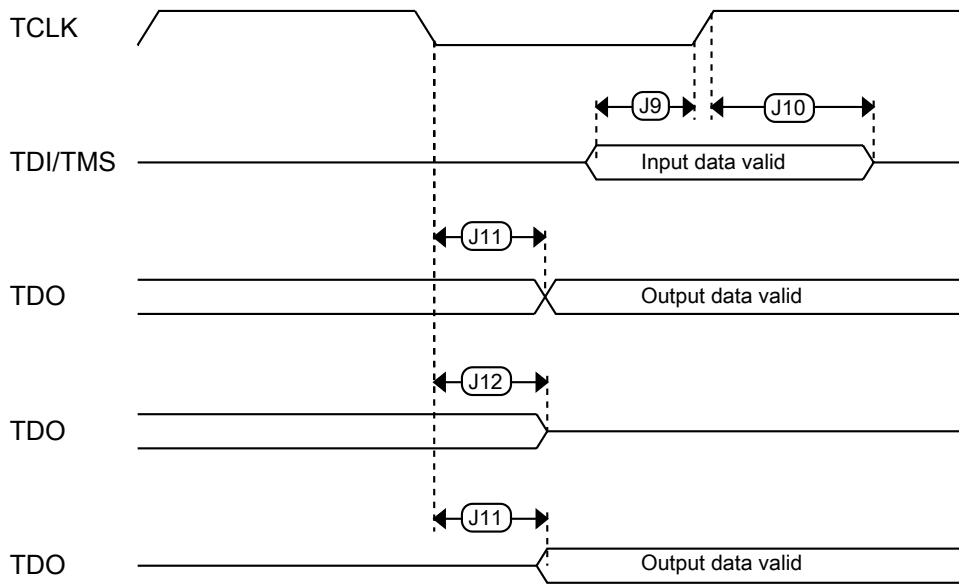 TCLK
J9
J10
TDI/TMS
Input data valid
J11
TDO
Output data valid
J12
TDO
J11
TDO
Output data valid